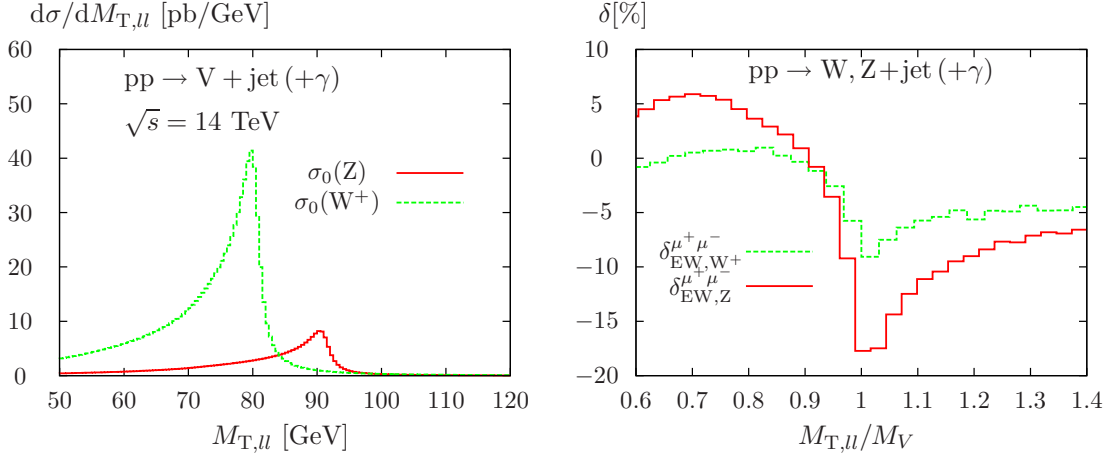 dσ/dM_{T,ll} [pb/GeV]
60
50
40
30
20
10
0
pp → V + jet (+γ)
√s = 14 TeV
σ₀(Z)
σ₀(W⁺)
50 60 70 80 90 100 110 120
M_{T,ll} [GeV]
δ[%]
10
5
0
−5
−10
−15
−20
pp → W, Z+jet (+γ)
δ^{μ⁺μ⁻}_{EW,W⁺}
δ^{μ⁺μ⁻}_{EW,Z}
0.6 0.7 0.8 0.9 1 1.1 1.2 1.3 1.4
M_{T,ll}/M_V